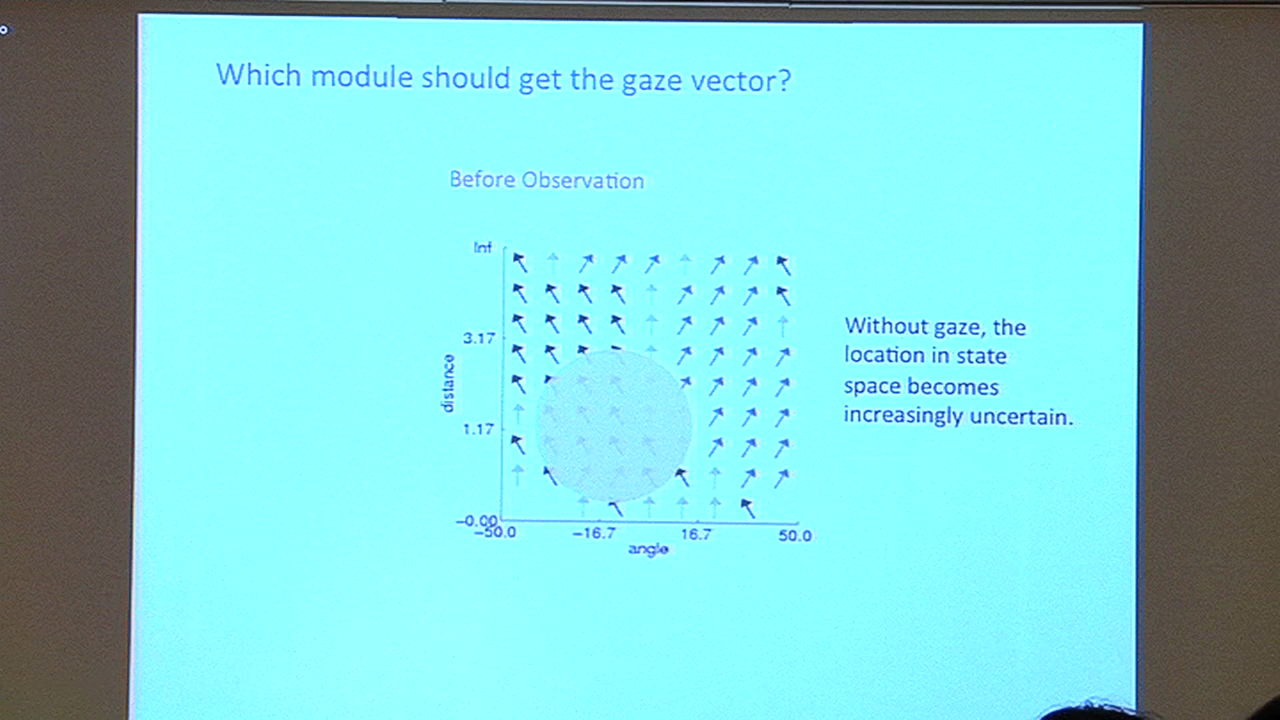 Which module should get the gaze vector?
Before Observation
Inf
3.17
distance
1.17
−0.00
−50.0
−16.7
16.7
50.0
angle
Without gaze, the
location in state
space becomes
increasingly uncertain.